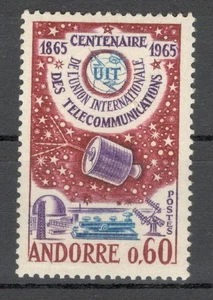 1865 CENTENAIRE 1965
DE L'UNION INTERNATIONALE
DES TELECOMMUNICATIONS
UIT
POSTES
ANDORRE 0,60